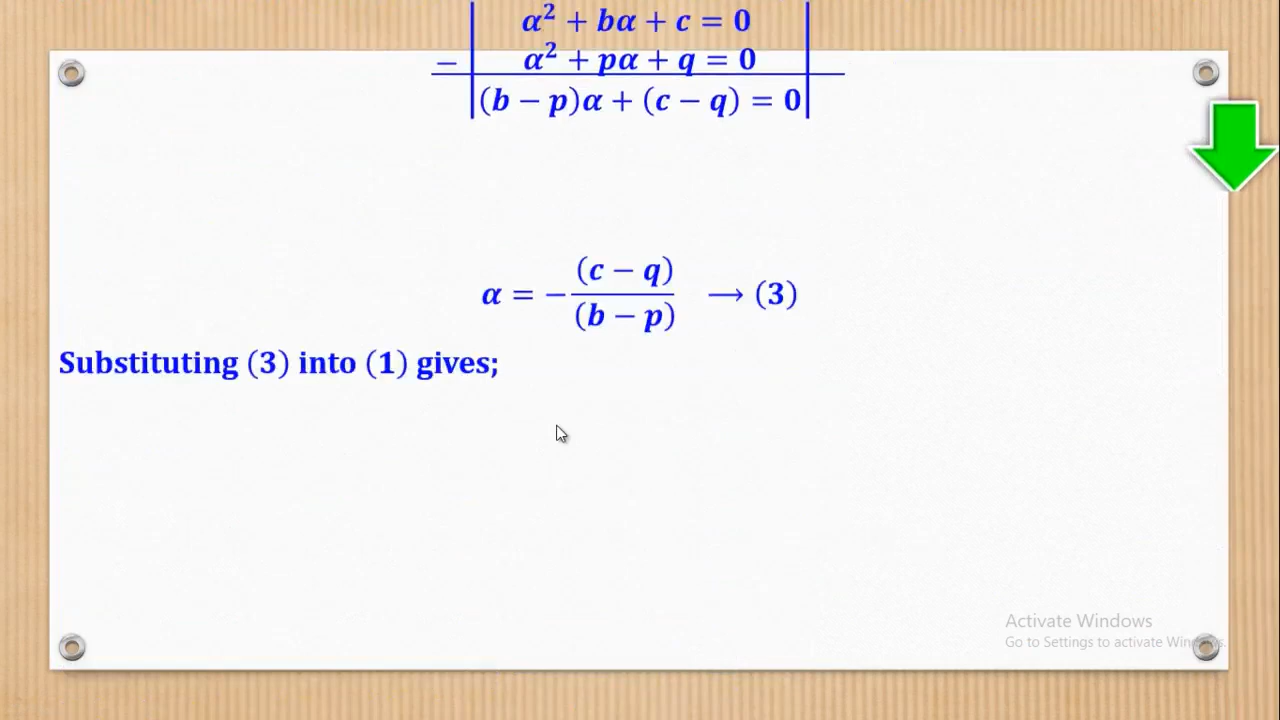 α² + bα + c = 0
− α² + pα + q = 0
(b − p)α + (c − q) = 0
α = −(c − q)/(b − p) → (3)
Substituting (3) into (1) gives;
Activate Windows
Go to Settings to activate Windows.